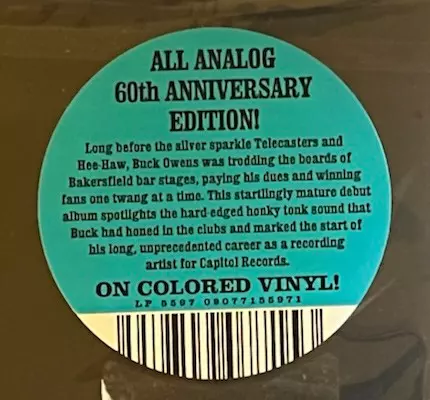 ALL ANALOG
60th ANNIVERSARY
EDITION!
Long before the silver sparkle Telecasters and
Hee-Haw, Buck Owens was trodding the boards of
Bakersfield bar stages, paying his dues and winning
fans one twang at a time. This startlingly mature debut
album spotlights the hard-edged honky tonk sound that
Buck had honed in the clubs and marked the start of
his long, unprecedented career as a recording
artist for Capitol Records.
ON COLORED VINYL!
LP 5597 09077155971